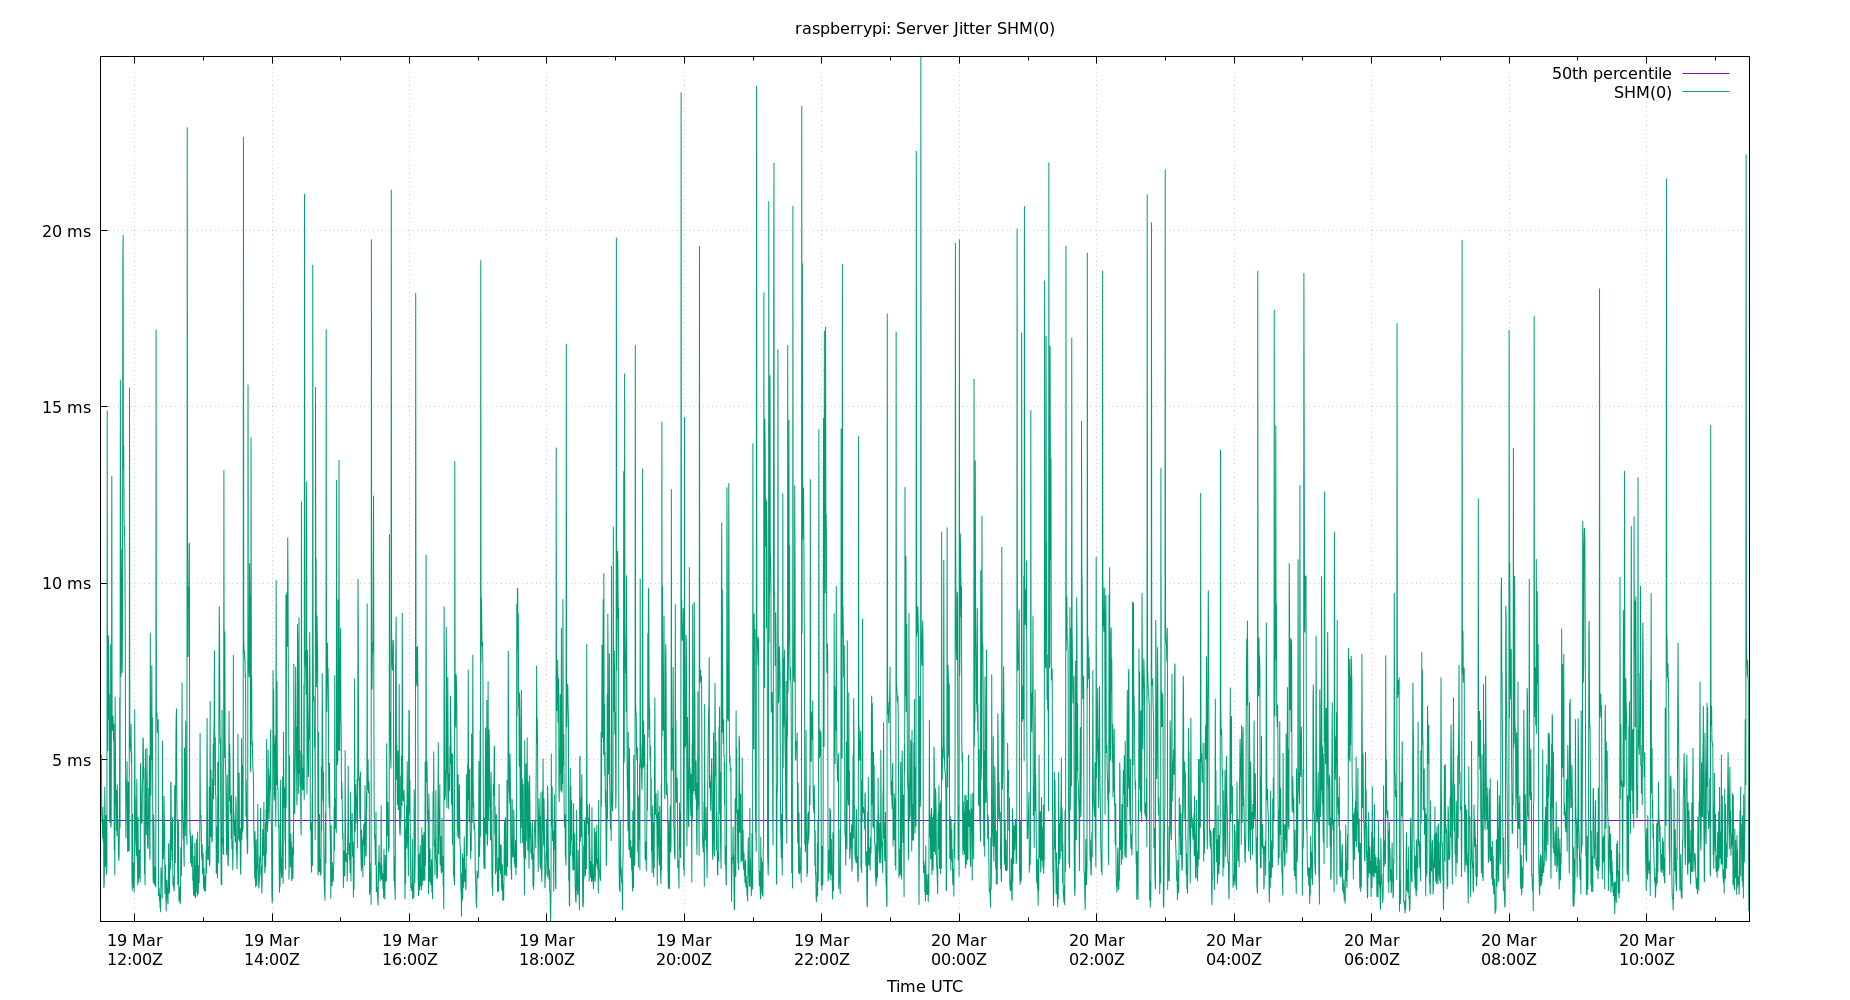 raspberrypi: Server Jitter SHM(0)
50th percentile
SHM(0)
20 ms
15 ms
10 ms
5 ms
19 Mar 19 Mar 19 Mar 19 Mar 19 Mar 19 Mar 20 Mar 20 Mar 20 Mar 20 Mar 20 Mar 20 Mar
12:00Z 14:00Z 16:00Z 18:00Z 20:00Z 22:00Z 00:00Z 02:00Z 04:00Z 06:00Z 08:00Z 10:00Z
Time UTC